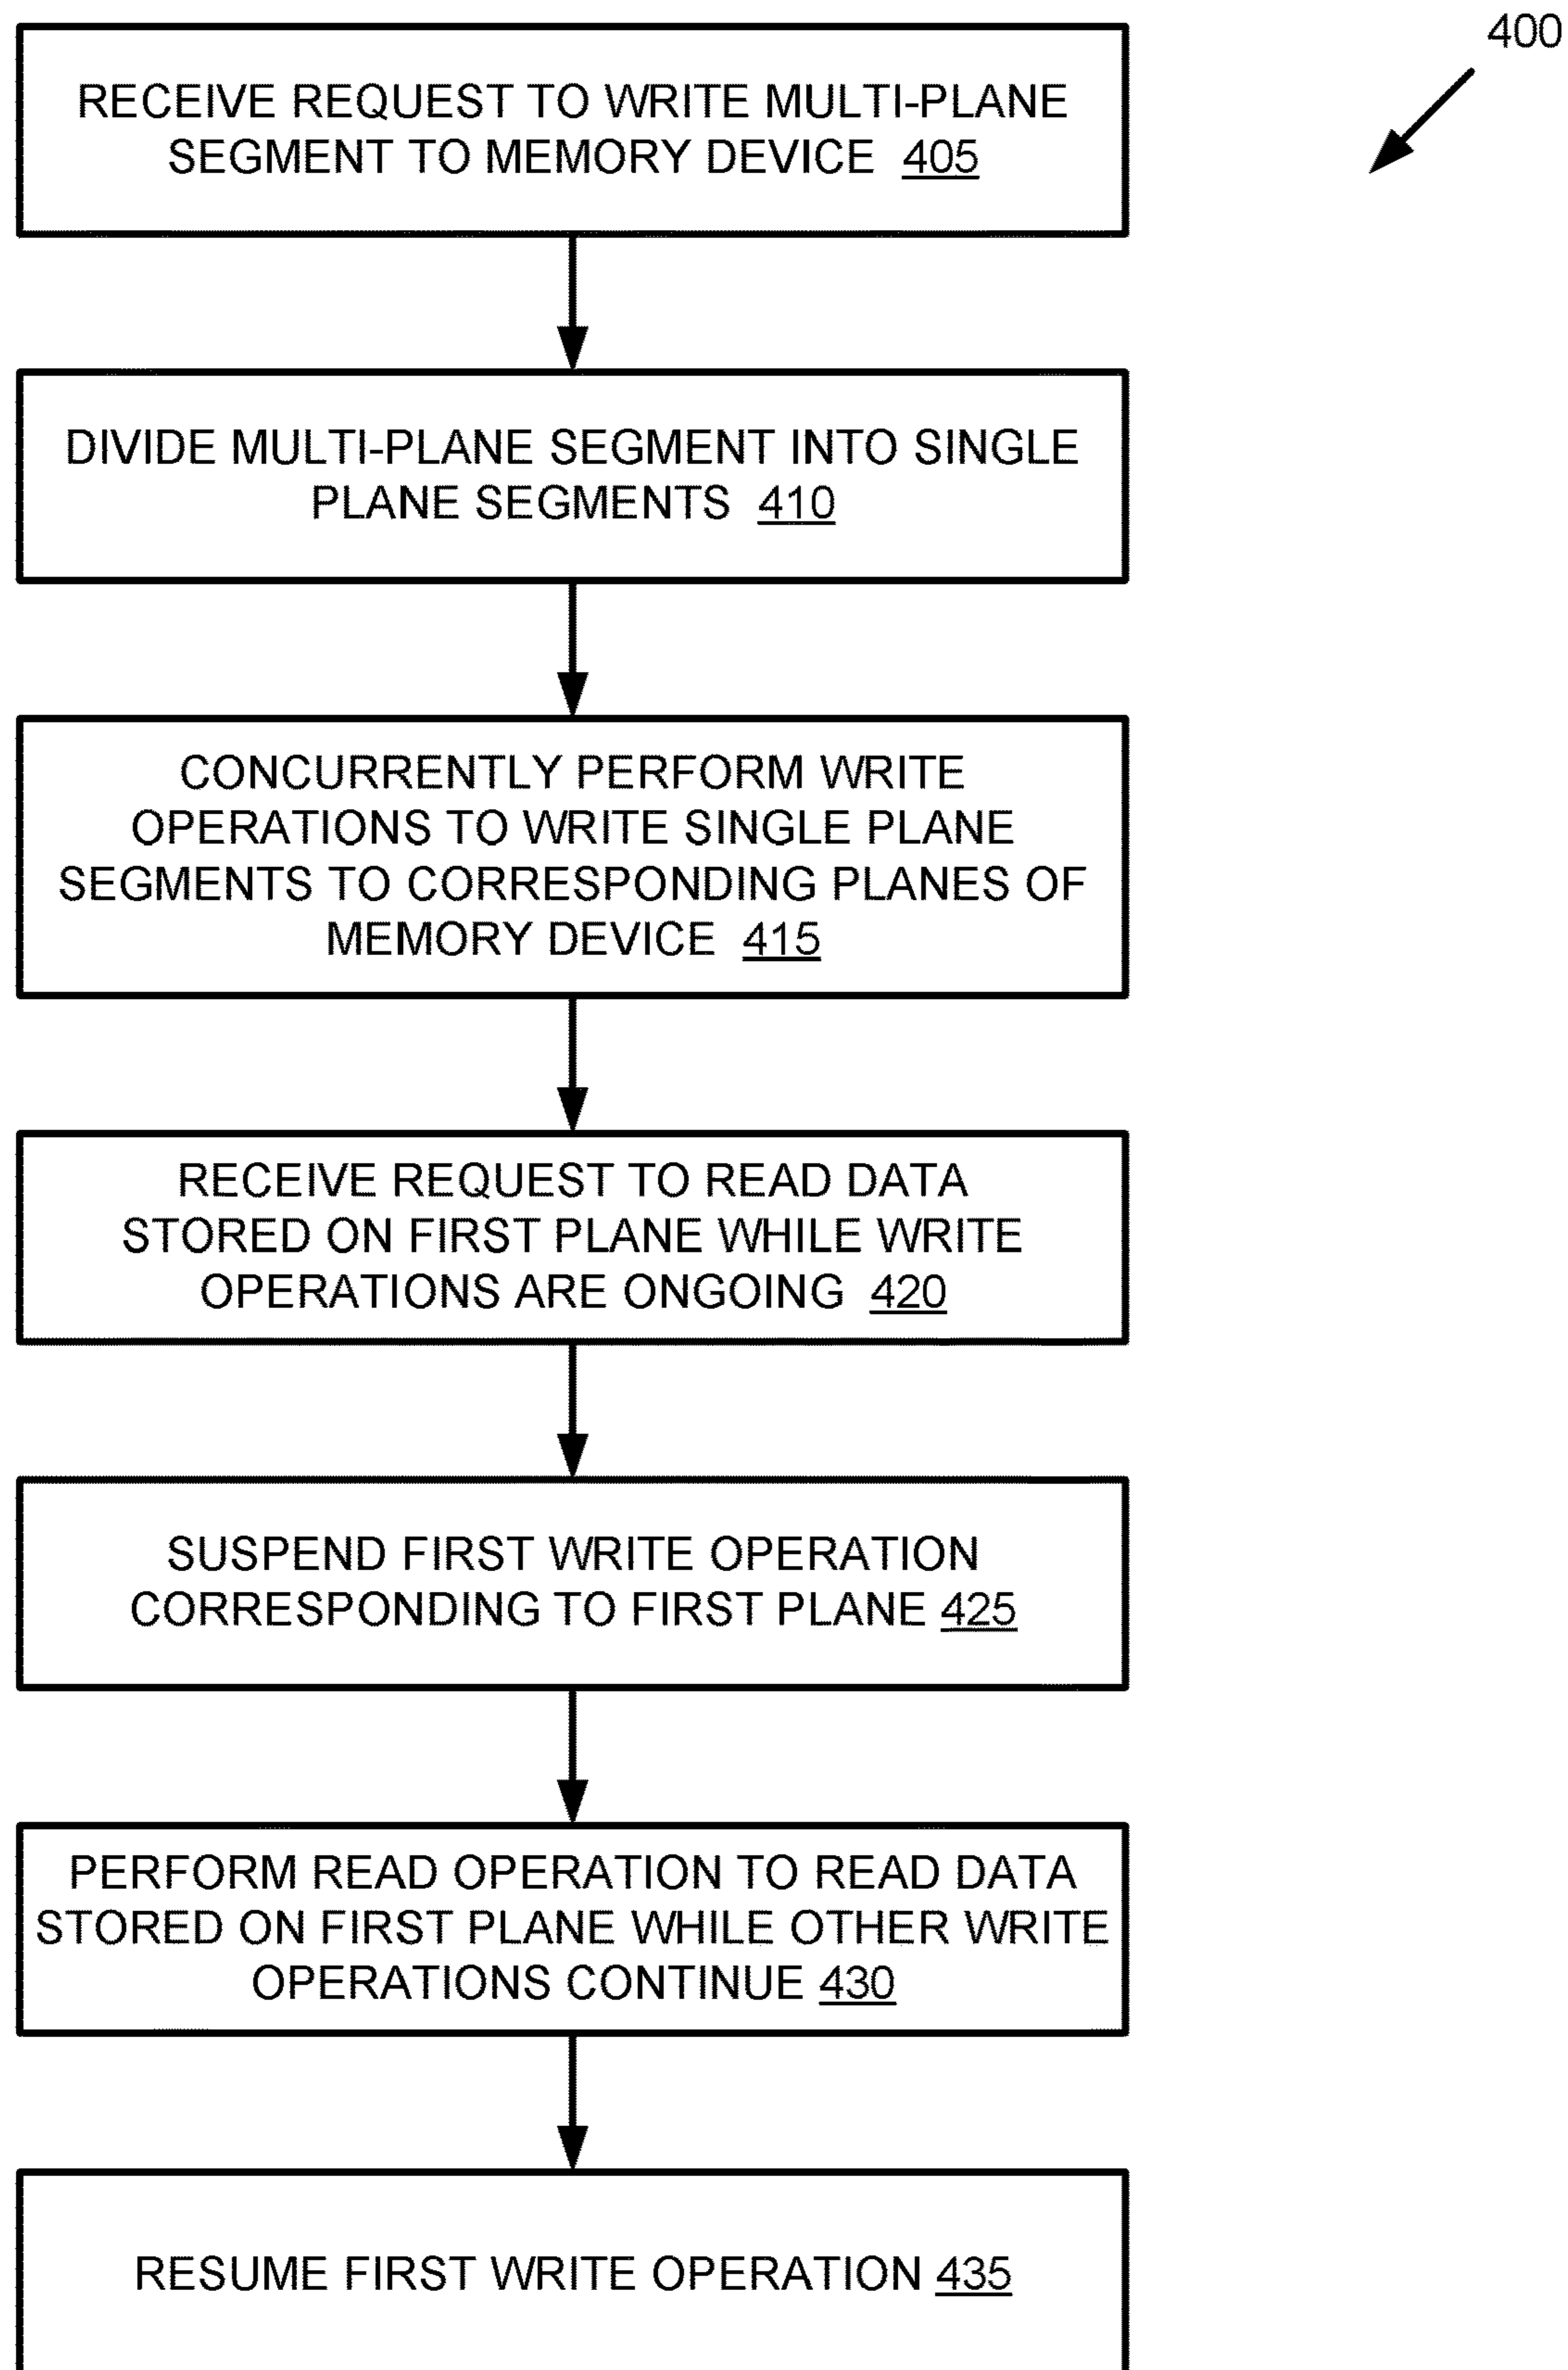 400
RECEIVE REQUEST TO WRITE MULTI-PLANE
SEGMENT TO MEMORY DEVICE 405
DIVIDE MULTI-PLANE SEGMENT INTO SINGLE
PLANE SEGMENTS 410
CONCURRENTLY PERFORM WRITE
OPERATIONS TO WRITE SINGLE PLANE
SEGMENTS TO CORRESPONDING PLANES OF
MEMORY DEVICE 415
RECEIVE REQUEST TO READ DATA
STORED ON FIRST PLANE WHILE WRITE
OPERATIONS ARE ONGOING 420
SUSPEND FIRST WRITE OPERATION
CORRESPONDING TO FIRST PLANE 425
PERFORM READ OPERATION TO READ DATA
STORED ON FIRST PLANE WHILE OTHER WRITE
OPERATIONS CONTINUE 430
RESUME FIRST WRITE OPERATION 435